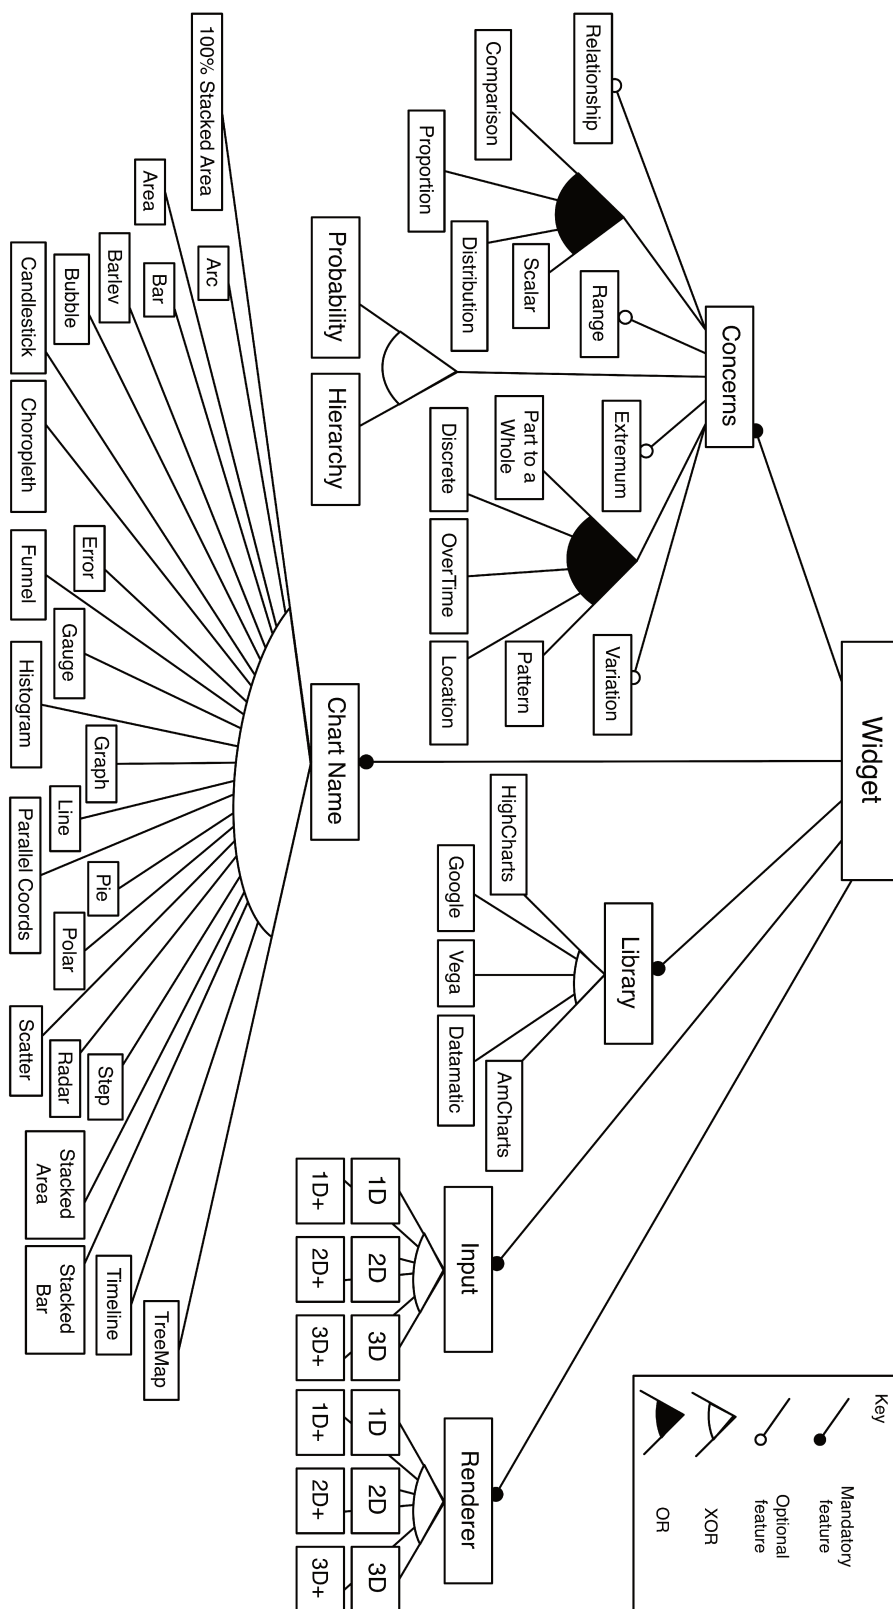 Widget
Key
Mandatory
feature
Optional
feature
XOR
OR
Concerns
Relationship
Comparison
Proportion
Distribution
Scalar
Range
Probability
Hierarchy
Extremum
Part to a
Whole
Discrete
OverTime
Location
Pattern
Variation
Library
HighCharts
Google
Vega
Datamatic
AmCharts
Input
1D
2D
3D
1D+
2D+
3D+
Renderer
1D
2D
3D
1D+
2D+
3D+
Chart Name
100% Stacked Area
Area
Arc
Bar
Barlev
Bubble
Candlestick
Choropleth
Error
Funnel
Gauge
Histogram
Graph
Line
Parallel Coords
Pie
Polar
Scatter
Radar
Step
Stacked
Area
Stacked
Bar
Timeline
TreeMap